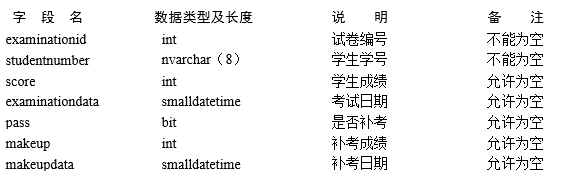 字 段 名 数据类型及长度 说 明 备 注
examinationid int 试卷编号 不能为空
studentnumber nvarchar（8） 学生学号 不能为空
score int 学生成绩 允许为空
examinationdata smalldatetime 考试日期 允许为空
pass bit 是否补考 允许为空
makeup int 补考成绩 允许为空
makeupdata smalldatetime 补考日期 允许为空